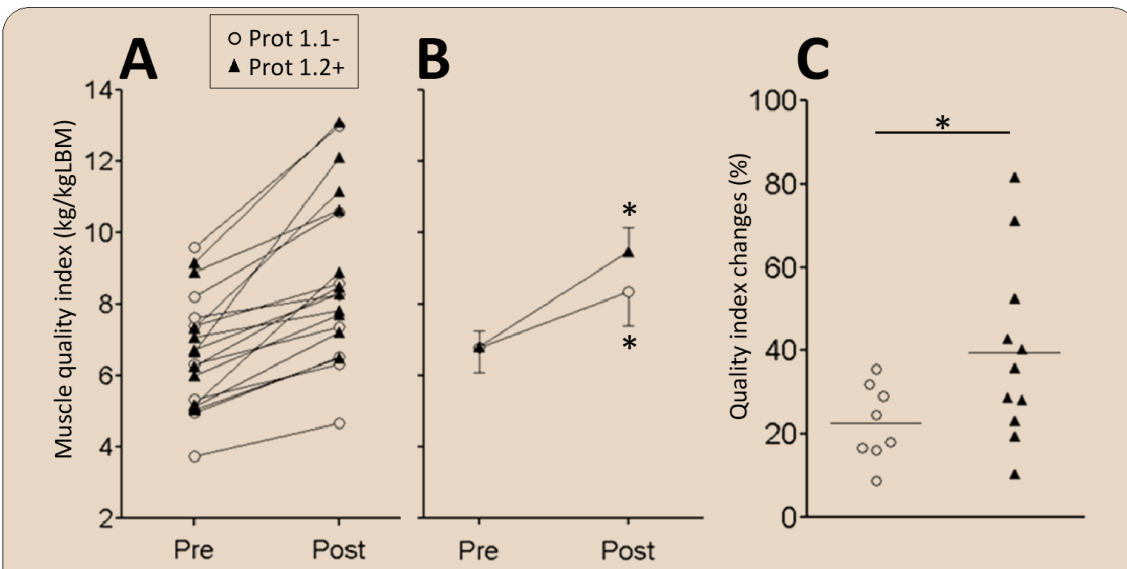 A
○ Prot 1.1-
▲ Prot 1.2+
B
C
Muscle quality index (kg/kgLBM)
14
12
10
8
6
4
2
Pre
Post
*
*
Pre
Post
Quality index changes (%)
100
80
60
40
20
0
*